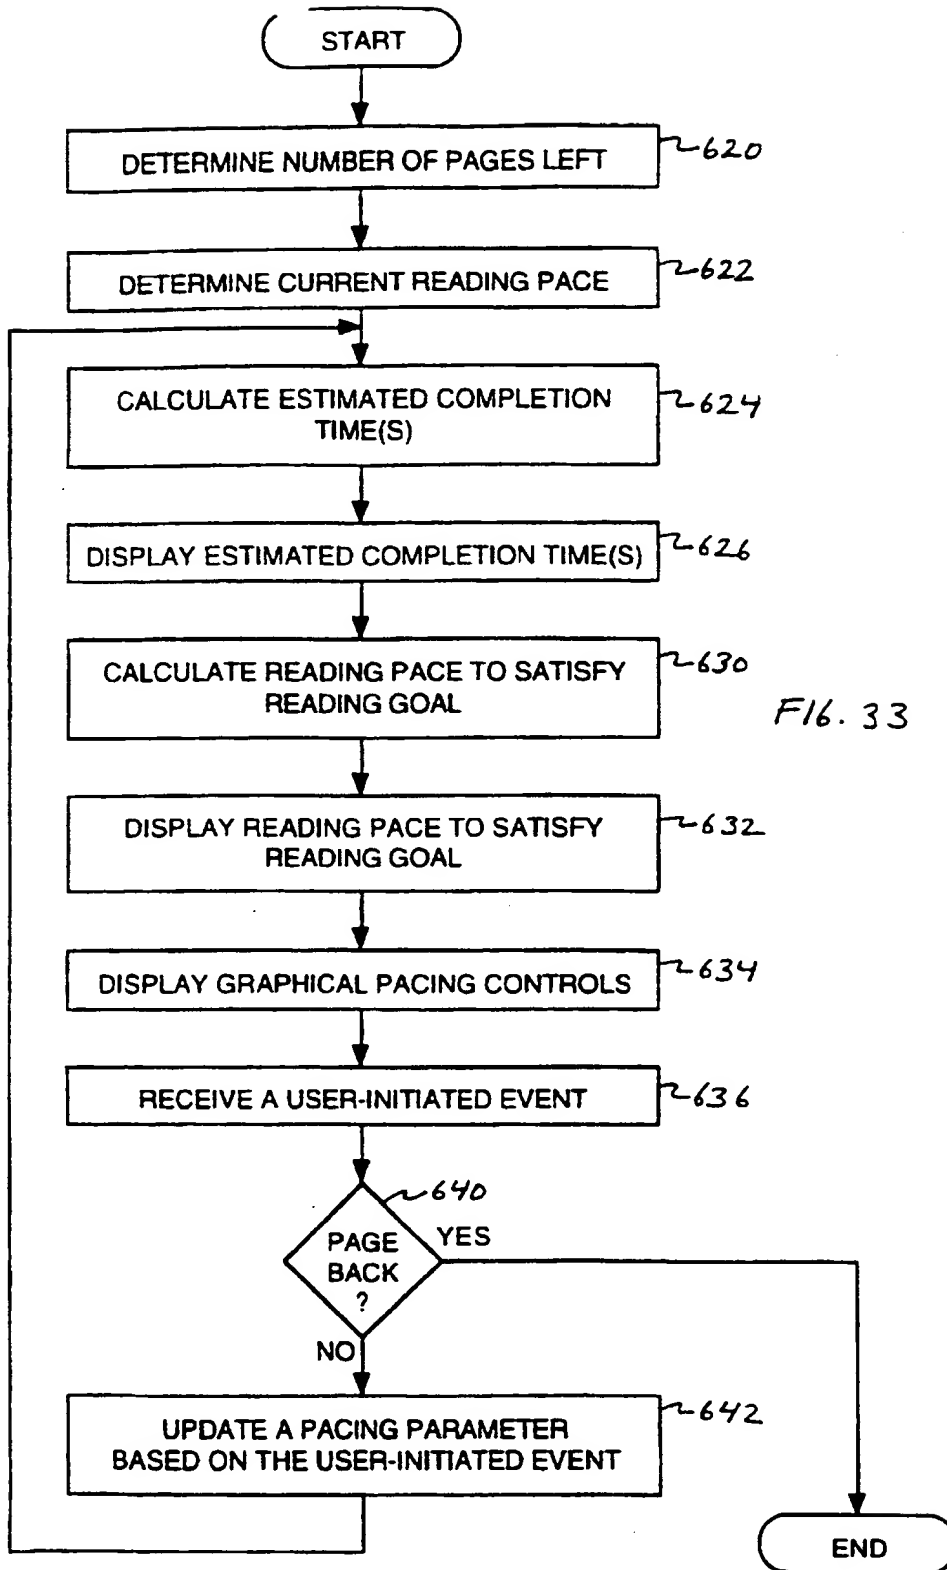 START
DETERMINE NUMBER OF PAGES LEFT
620
DETERMINE CURRENT READING PACE
622
CALCULATE ESTIMATED COMPLETION
TIME(S)
624
DISPLAY ESTIMATED COMPLETION TIME(S)
626
CALCULATE READING PACE TO SATISFY
READING GOAL
630
FIG. 33
DISPLAY READING PACE TO SATISFY
READING GOAL
632
DISPLAY GRAPHICAL PACING CONTROLS
634
RECEIVE A USER-INITIATED EVENT
636
640
PAGE
BACK
?
YES
NO
UPDATE A PACING PARAMETER
BASED ON THE USER-INITIATED EVENT
642
END